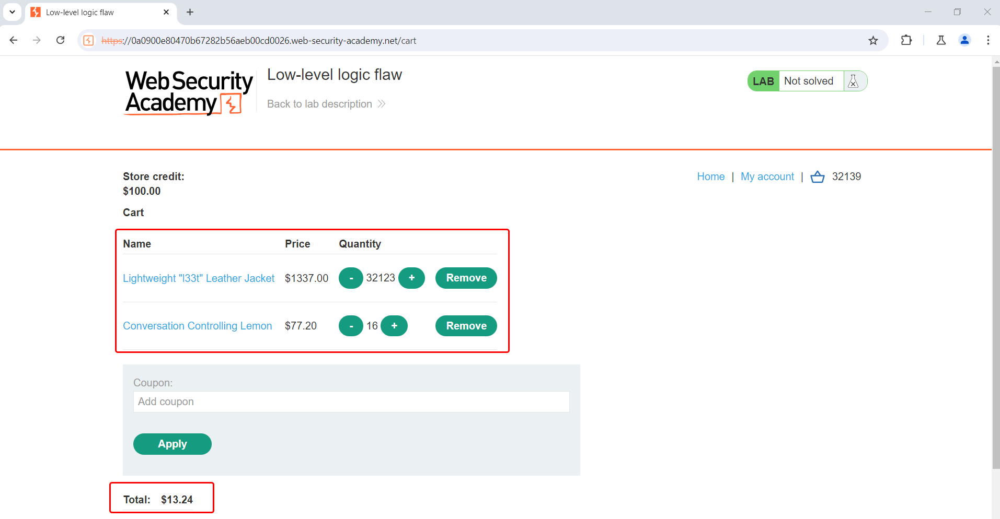 Low-level logic flaw
https://0a0900e80470b67282b56aeb00cd0026.web-security-academy.net/cart
Web Security
Academy
Low-level logic flaw
Back to lab description
LAB Not solved
Store credit:
$100.00
Home | My account | 32139
Cart
Name Price Quantity
Lightweight "l33t" Leather Jacket $1337.00 - 32123 + Remove
Conversation Controlling Lemon $77.20 - 16 + Remove
Coupon:
Add coupon
Apply
Total: $13.24